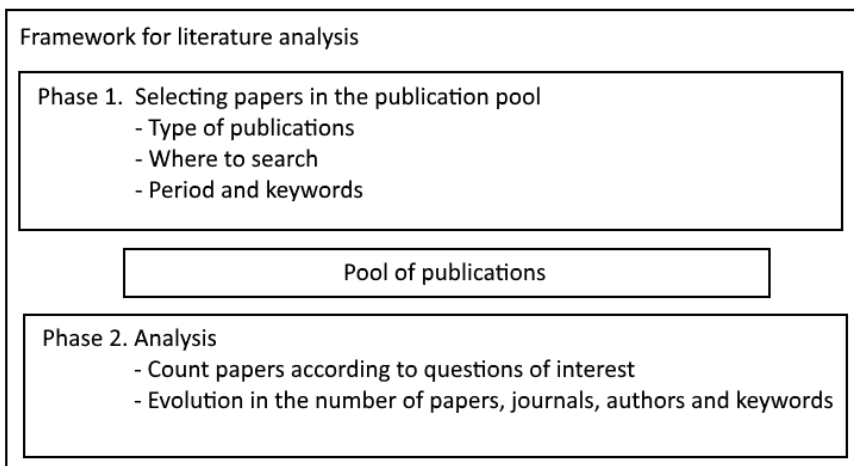 Framework for literature analysis
Phase 1. Selecting papers in the publication pool
- Type of publications
- Where to search
- Period and keywords
Pool of publications
Phase 2. Analysis
- Count papers according to questions of interest
- Evolution in the number of papers, journals, authors and keywords